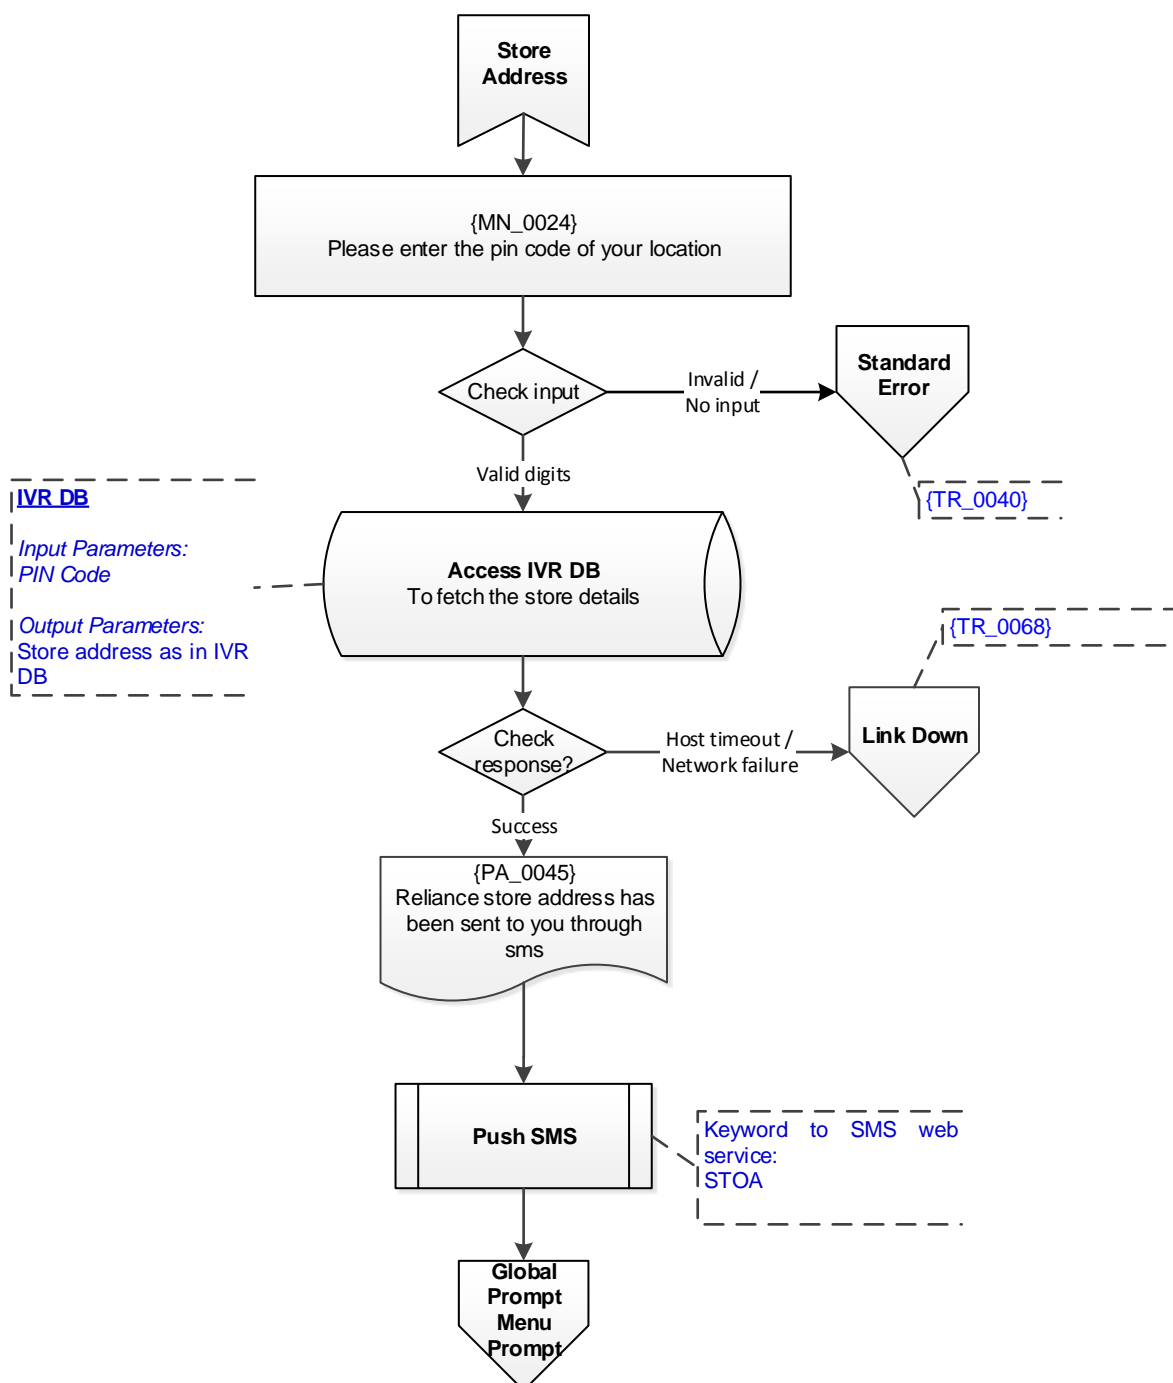 Store
Address
{MN_0024}
Please enter the pin code of your location
Check input
Invalid /
No input
Standard
Error
{TR_0040}
Valid digits
IVR DB
Input Parameters:
PIN Code
Output Parameters:
Store address as in IVR
DB
Access IVR DB
To fetch the store details
{TR_0068}
Check
response?
Host timeout /
Network failure
Link Down
Success
{PA_0045}
Reliance store address has
been sent to you through
sms
Push SMS
Keyword to SMS web
service:
STOA
Global
Prompt
Menu
Prompt